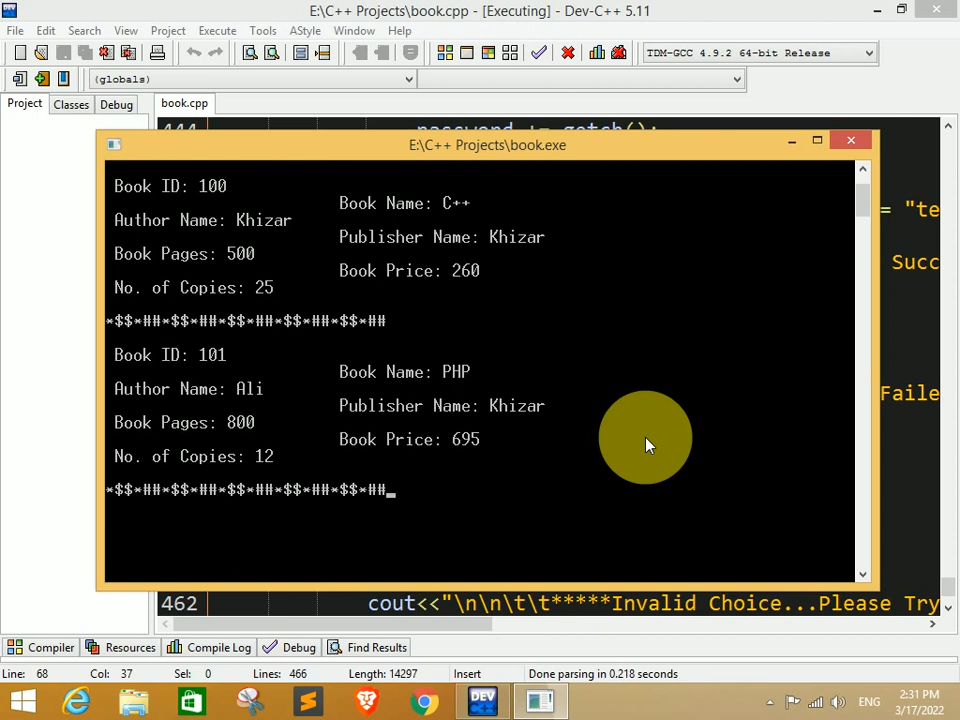 E:\C++ Projects\book.cpp - [Executing] - Dev-C++ 5.11
File Edit Search View Project Execute Tools AStyle Window Help
TDM-GCC 4.9.2 64-bit Release
(globals)
Project Classes Debug
book.cpp
444 password += getch();
E:\C++ Projects\book.exe
Book ID: 100
Book Name: C++
Author Name: Khizar
Publisher Name: Khizar
Book Pages: 500
Book Price: 260
No. of Copies: 25
*$$*##*$$*##*$$*##*$$*##*$$*##
Book ID: 101
Book Name: PHP
Author Name: Ali
Publisher Name: Khizar
Book Pages: 800
Book Price: 695
No. of Copies: 12
*$$*##*$$*##*$$*##*$$*##*$$*##
= "te
Succ
Faile
462 cout<<"\n\n\t\t*****Invalid Choice...Please Try
Compiler Resources Compile Log Debug Find Results
Line: 68 Col: 37 Sel: 0 Lines: 466 Length: 14297 Insert Done parsing in 0.218 seconds
DEV
ENG
2:31 PM
3/17/2022